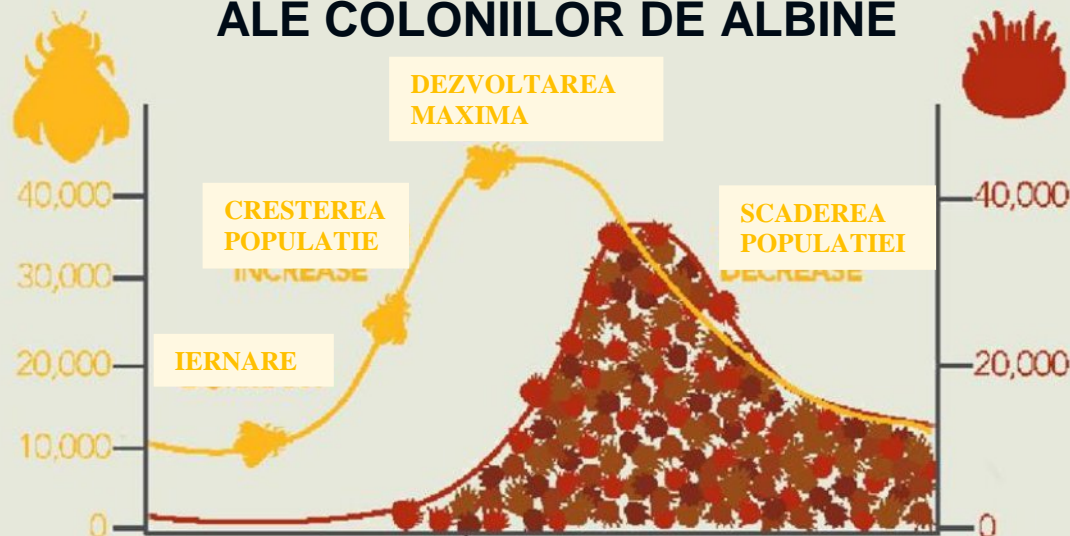 ALE COLONIILOR DE ALBINE
DEZVOLTAREA
MAXIMA
40,000
40,000
CRESTEREA
POPULATIE
SCADEREA
POPULATIEI
30,000
INCREASE
DECREASE
20,000
IERNARE
20,000
10,000
0
0